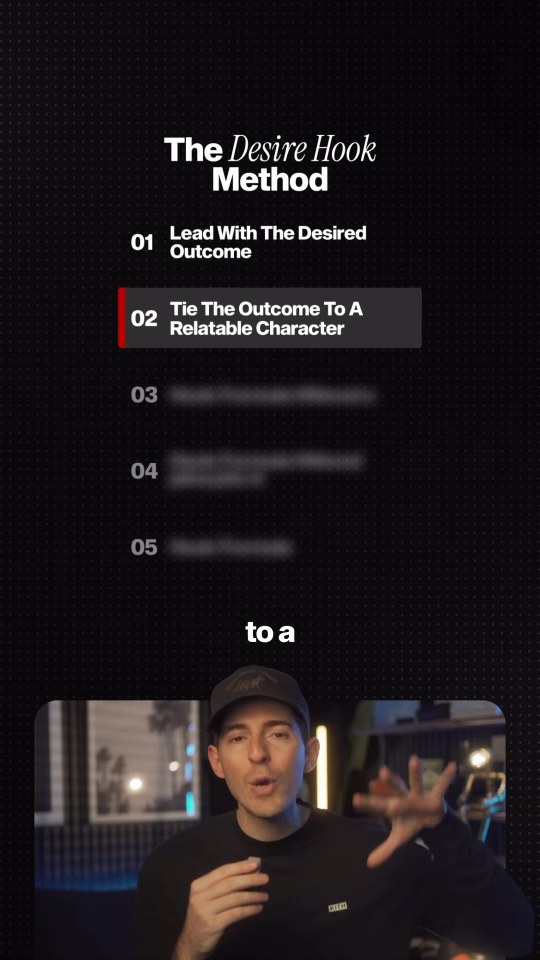 The Desire Hook
Method
01 Lead With The Desired
Outcome
02 Tie The Outcome To A
Relatable Character
03
04
05
to a
KITH